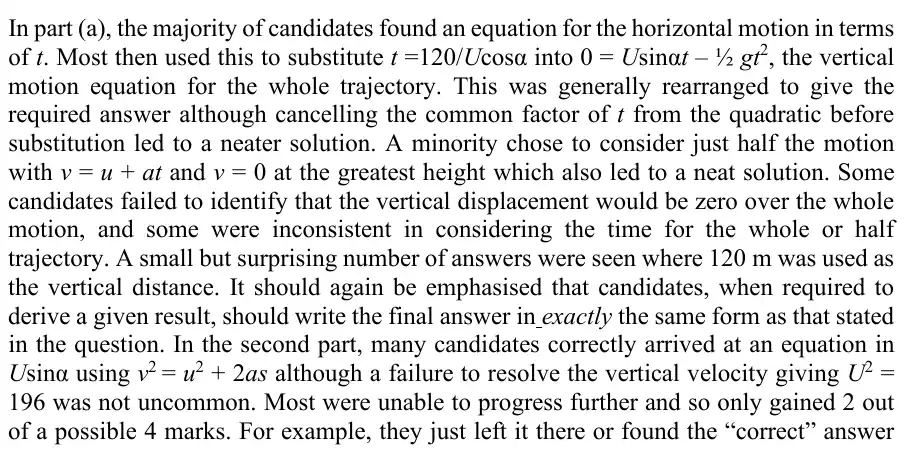 In part (a), the majority of candidates found an equation for the horizontal motion in terms
of t. Most then used this to substitute t =120/Ucosα into 0 = Usinαt – ½ gt², the vertical
motion equation for the whole trajectory. This was generally rearranged to give the
required answer although cancelling the common factor of t from the quadratic before
substitution led to a neater solution. A minority chose to consider just half the motion
with v = u + at and v = 0 at the greatest height which also led to a neat solution. Some
candidates failed to identify that the vertical displacement would be zero over the whole
motion, and some were inconsistent in considering the time for the whole or half
trajectory. A small but surprising number of answers were seen where 120 m was used as
the vertical distance. It should again be emphasised that candidates, when required to
derive a given result, should write the final answer in exactly the same form as that stated
in the question. In the second part, many candidates correctly arrived at an equation in
Usinα using v² = u² + 2as although a failure to resolve the vertical velocity giving U² =
196 was not uncommon. Most were unable to progress further and so only gained 2 out
of a possible 4 marks. For example, they just left it there or found the “correct” answer